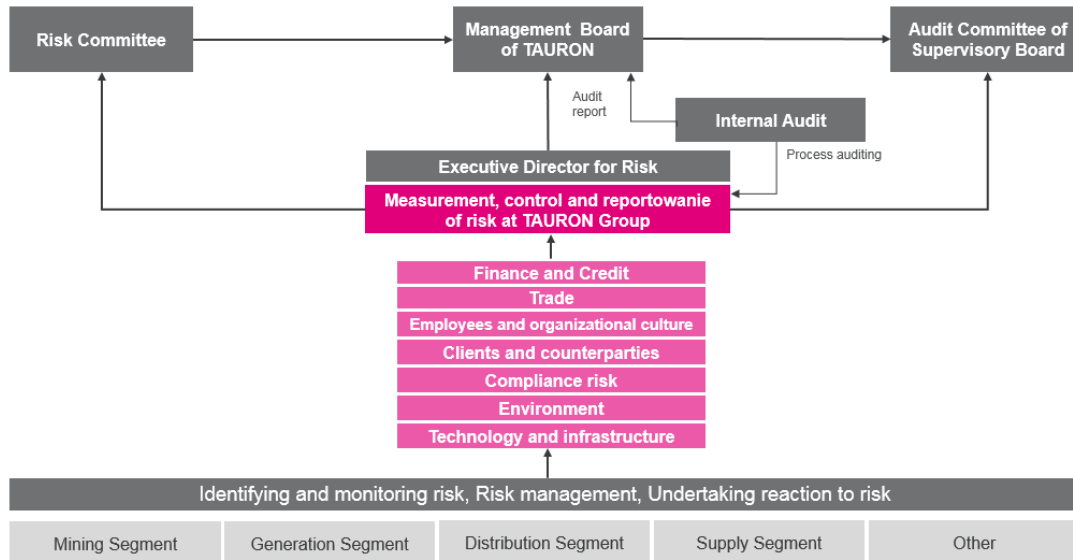 Risk Committee
Management Board
of TAURON
Audit Committee of
Supervisory Board
Audit
report
Internal Audit
Process auditing
Executive Director for Risk
Measurement, control and reportowanie
of risk at TAURON Group
Finance and Credit
Trade
Employees and organizational culture
Clients and counterparties
Compliance risk
Environment
Technology and infrastructure
Identifying and monitoring risk, Risk management, Undertaking reaction to risk
Mining Segment
Generation Segment
Distribution Segment
Supply Segment
Other